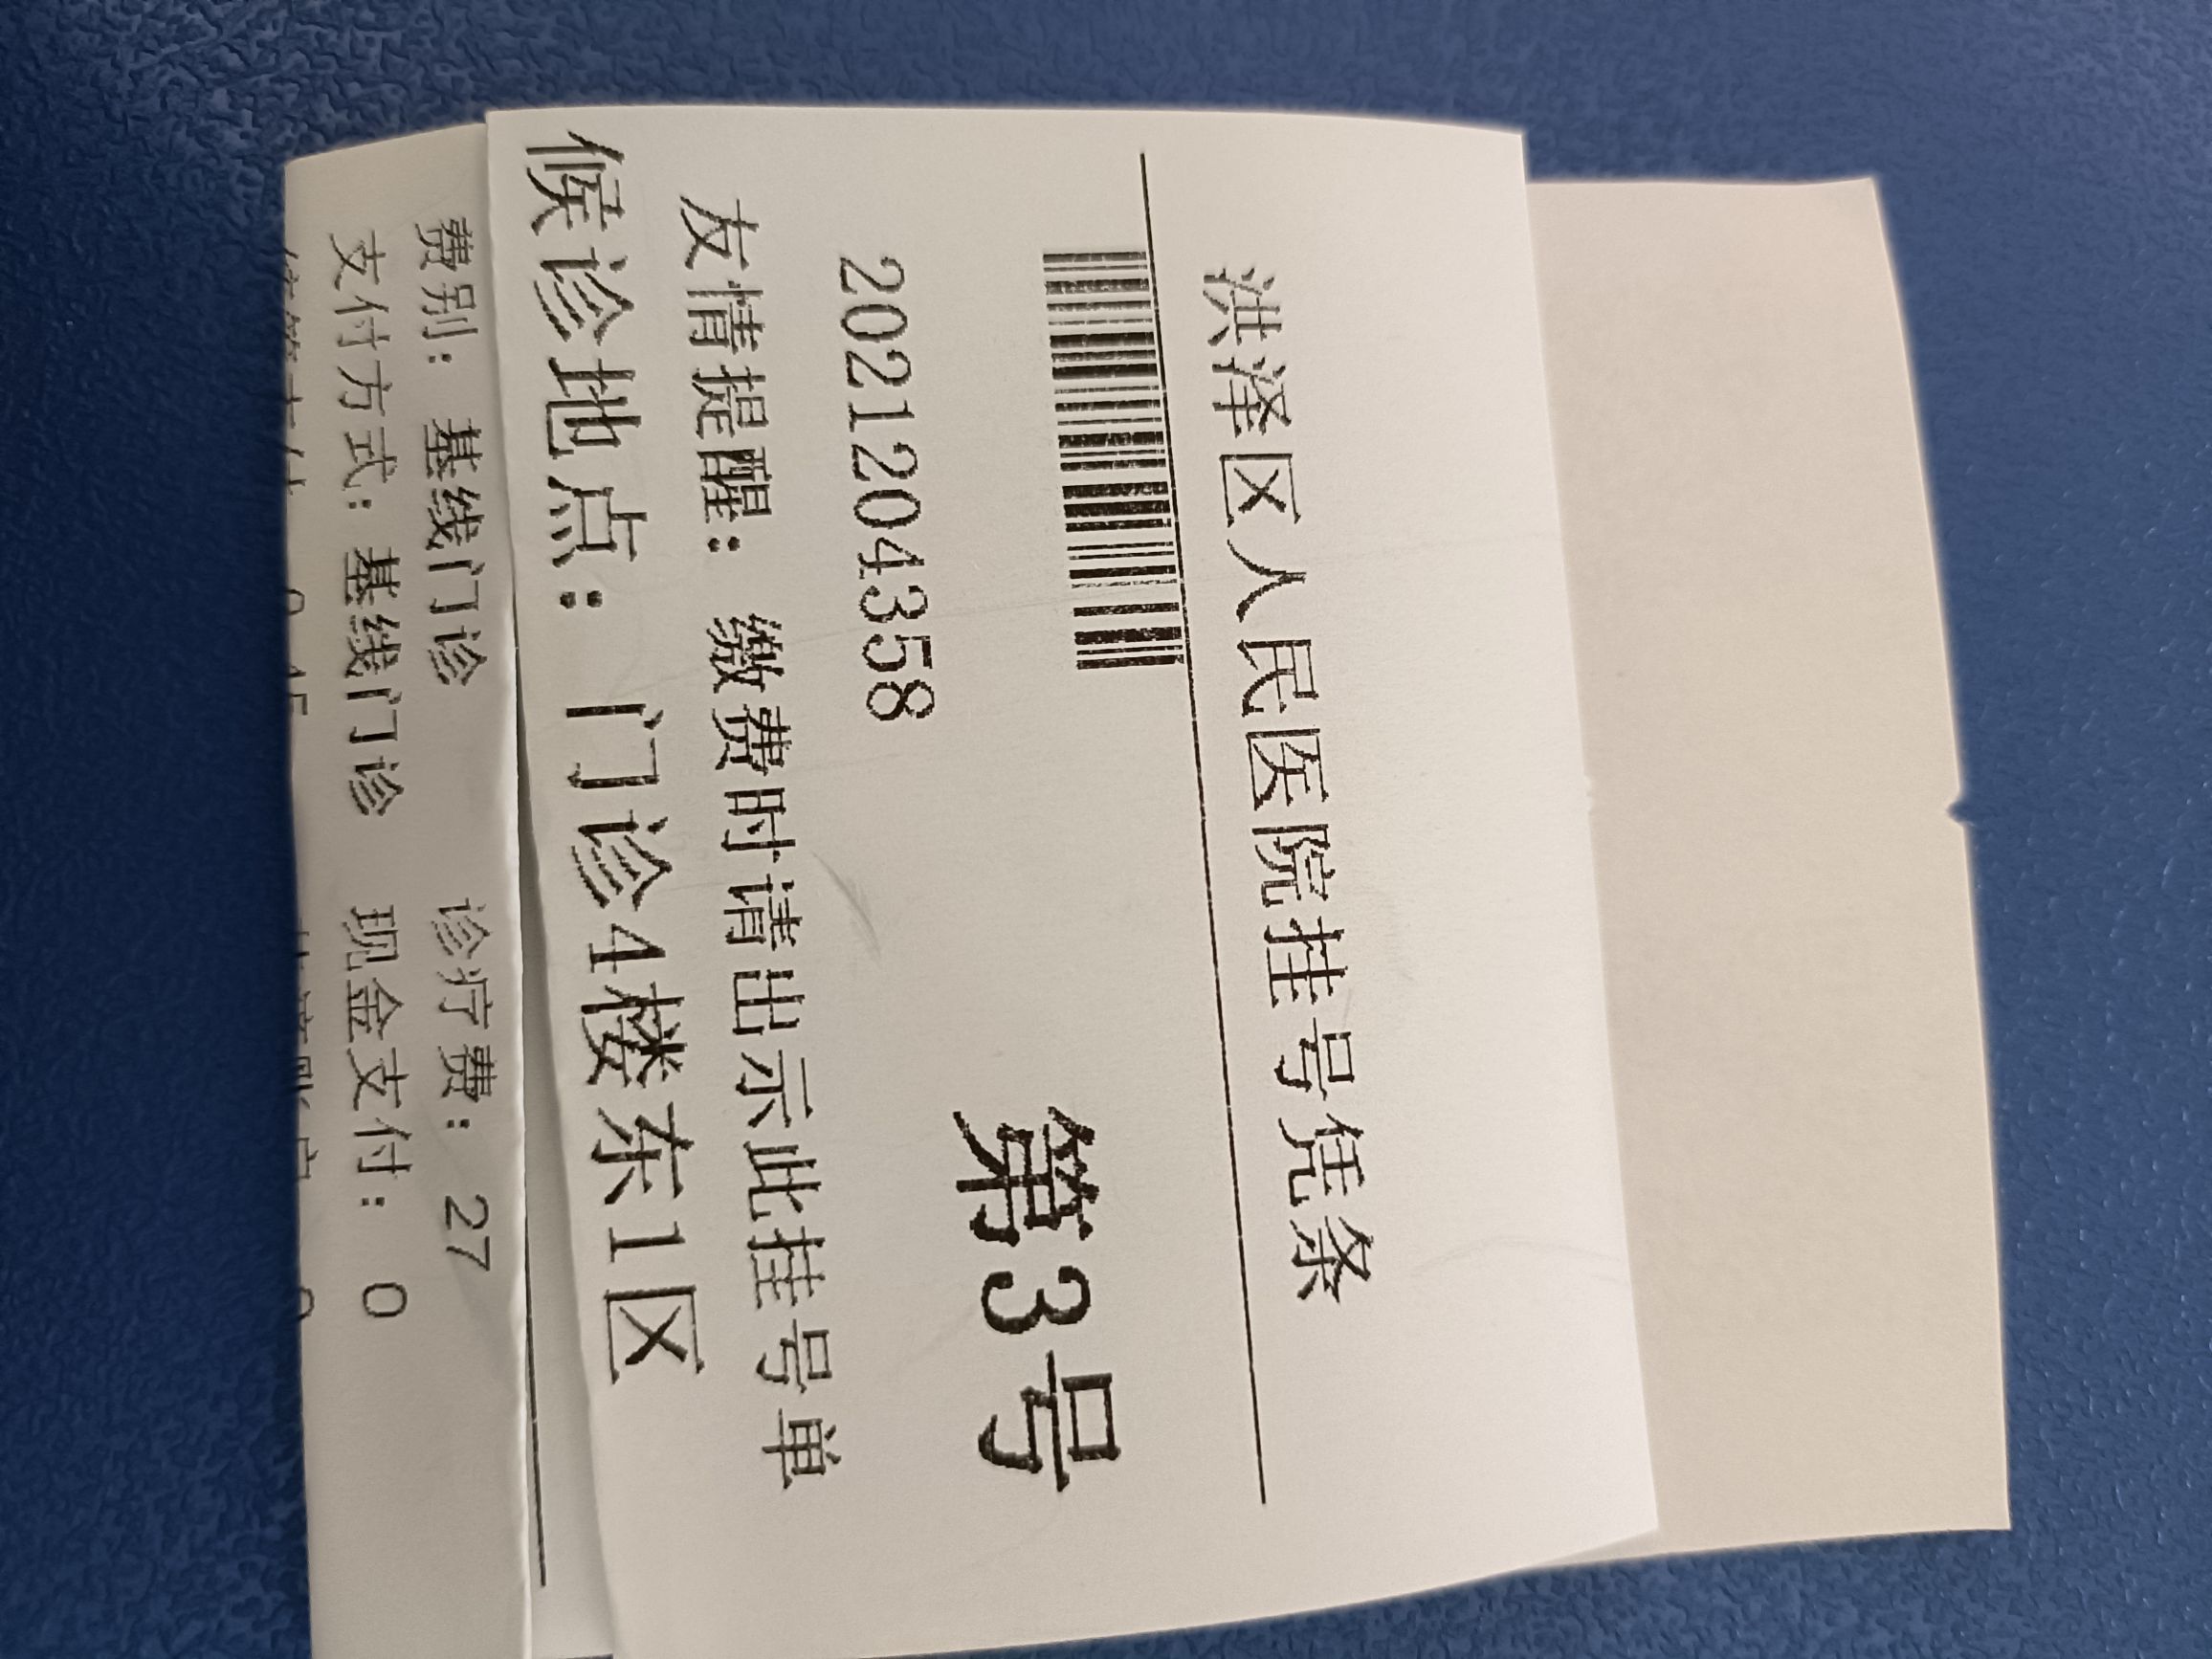 洪泽区人民医院挂号凭条
第3号
2021204358
友情提醒：缴费时请出示此挂号单
候诊地点：门诊4楼东1区
费别：基线门诊 诊疗费：27
支付方式：基线门诊 现金支付：0